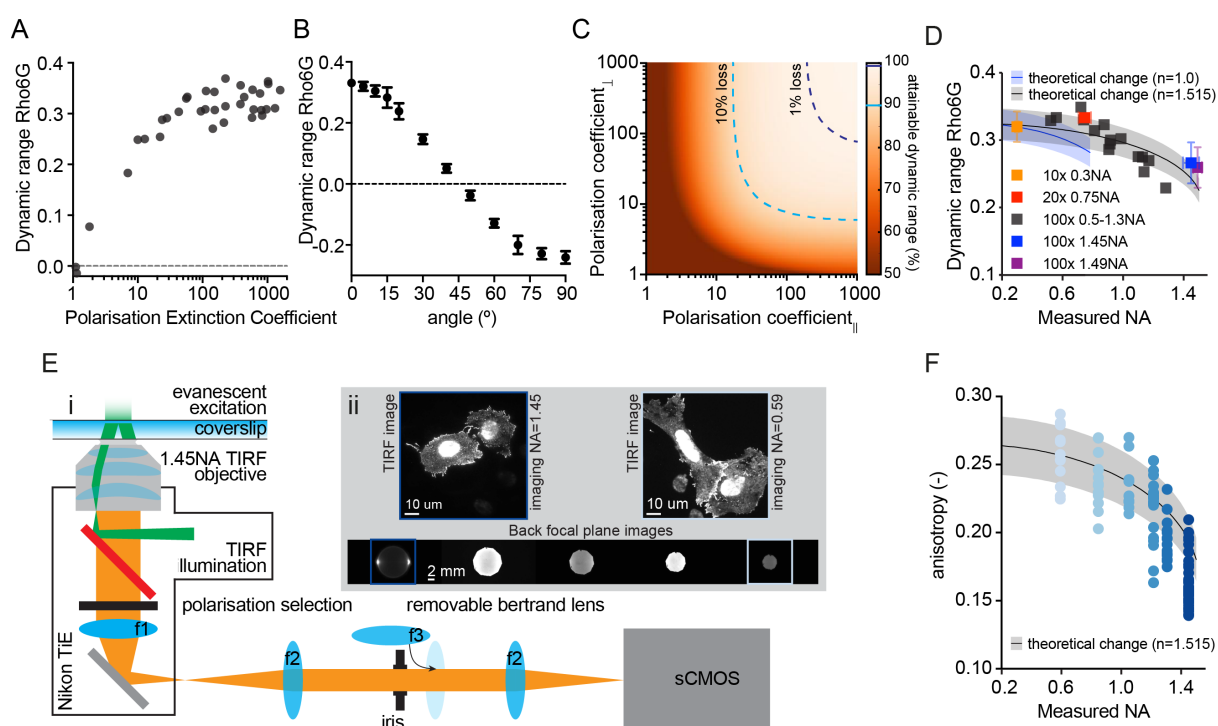 A
Dynamic range Rho6G
0.4
0.3
0.2
0.1
0.0
1
10
100
1000
Polarisation Extinction Coefficient
B
Dynamic range Rho6G
0.4
0.2
0.0
-0.2
0
15
30
45
60
75
90
angle (º)
C
Polarisation coefficient⊥
1000
100
10
1
1
10
100
1000
Polarisation coefficient||
10% loss
1% loss
100
90
80
70
60
50
attainable dynamic range (%)
D
Dynamic range Rho6G
0.4
0.3
0.2
0.1
theoretical change (n=1.0)
theoretical change (n=1.515)
10x 0.3NA
20x 0.75NA
100x 0.5-1.3NA
100x 1.45NA
100x 1.49NA
0.2
0.6
1.0
1.4
Measured NA
E
i
evanescent
excitation
coverslip
1.45NA TIRF
objective
TIRF
Illumination
polarisation selection
f1
Nikon TiE
f2
removable bertrand lens
f3
iris
f2
sCMOS
ii
TIRF image
10 um
imaging NA=1.45
TIRF image
10 um
imaging NA=0.59
Back focal plane images
2 mm
F
anisotropy (-)
0.30
0.25
0.20
0.15
0.10
theoretical change (n=1.515)
0.2
0.6
1.0
1.4
Measured NA